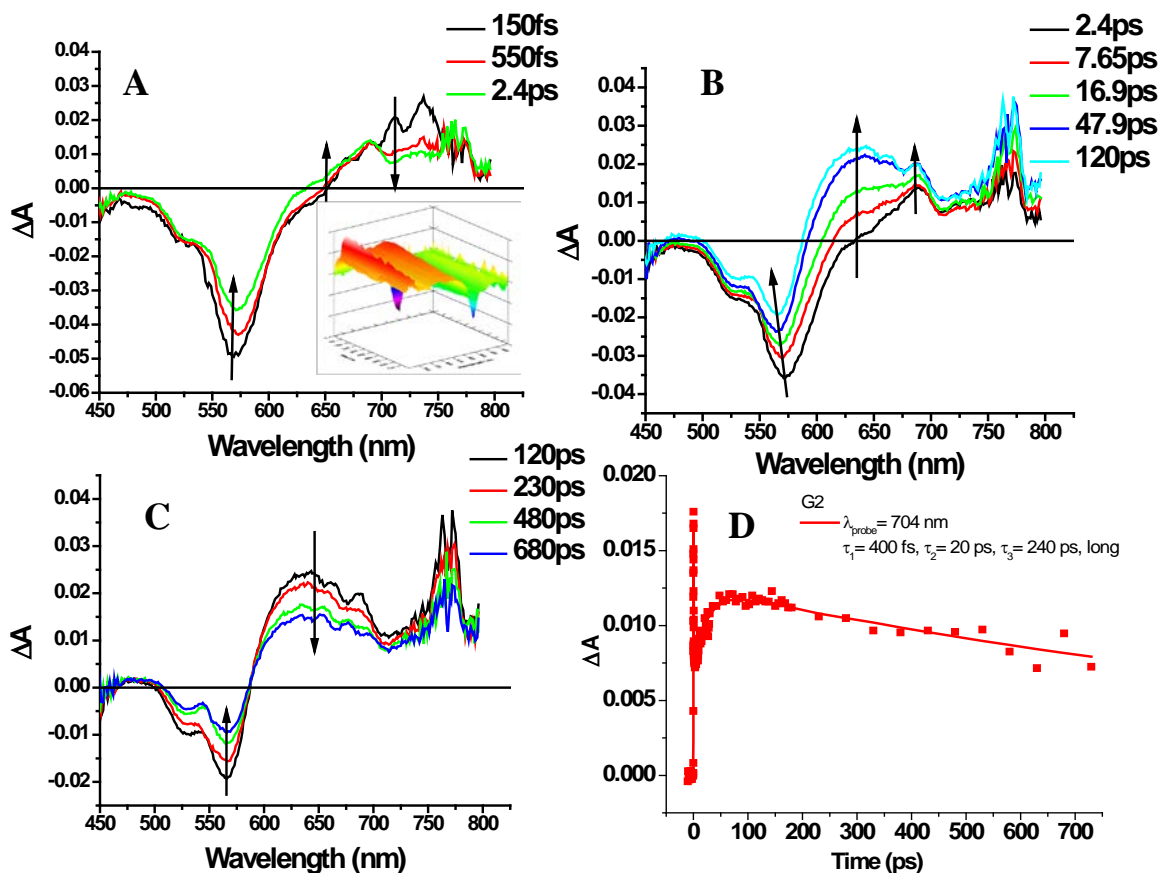 A
150fs
550fs
2.4ps
0.04
0.03
0.02
0.01
0.00
-0.01
-0.02
-0.03
-0.04
-0.05
-0.06
ΔA
450 500 550 600 650 700 750 800
Wavelength (nm)
B
2.4ps
7.65ps
16.9ps
47.9ps
120ps
0.04
0.03
0.02
0.01
0.00
-0.01
-0.02
-0.03
-0.04
ΔA
450 500 550 600 650 700 750 800
Wavelength (nm)
C
120ps
230ps
480ps
680ps
0.04
0.03
0.02
0.01
0.00
-0.01
-0.02
ΔA
450 500 550 600 650 700 750 800
Wavelength (nm)
D
G2
λprobe= 704 nm
τ1= 400 fs, τ2= 20 ps, τ3= 240 ps, long
0.020
0.015
0.010
0.005
0.000
ΔA
0 100 200 300 400 500 600 700
Time (ps)